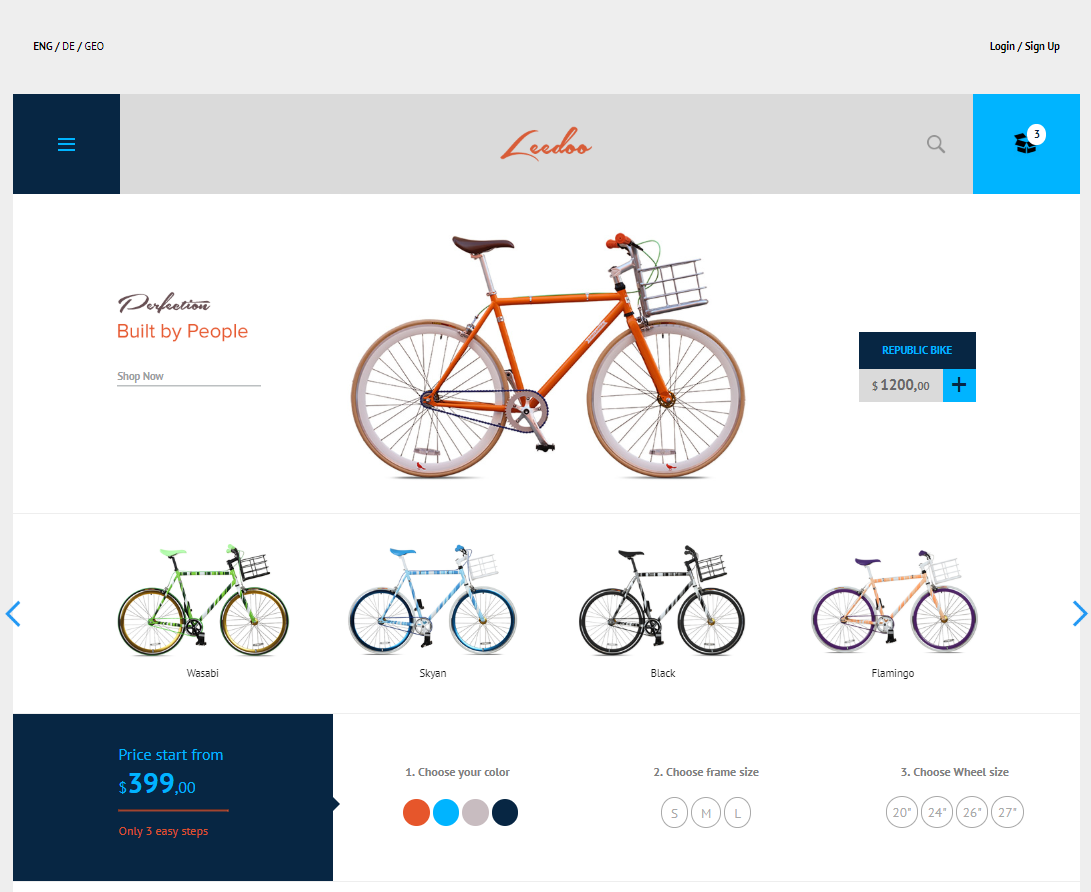 ENG / DE / GEO
Login / Sign Up
Leedoo
3
Perfection
Built by People
Shop Now
REPUBLIC BIKE
$ 1200,00
+
Wasabi
Skyan
Black
Flamingo
Price start from
$399,00
Only 3 easy steps
1. Choose your color
2. Choose frame size
S M L
3. Choose Wheel size
20" 24" 26" 27"